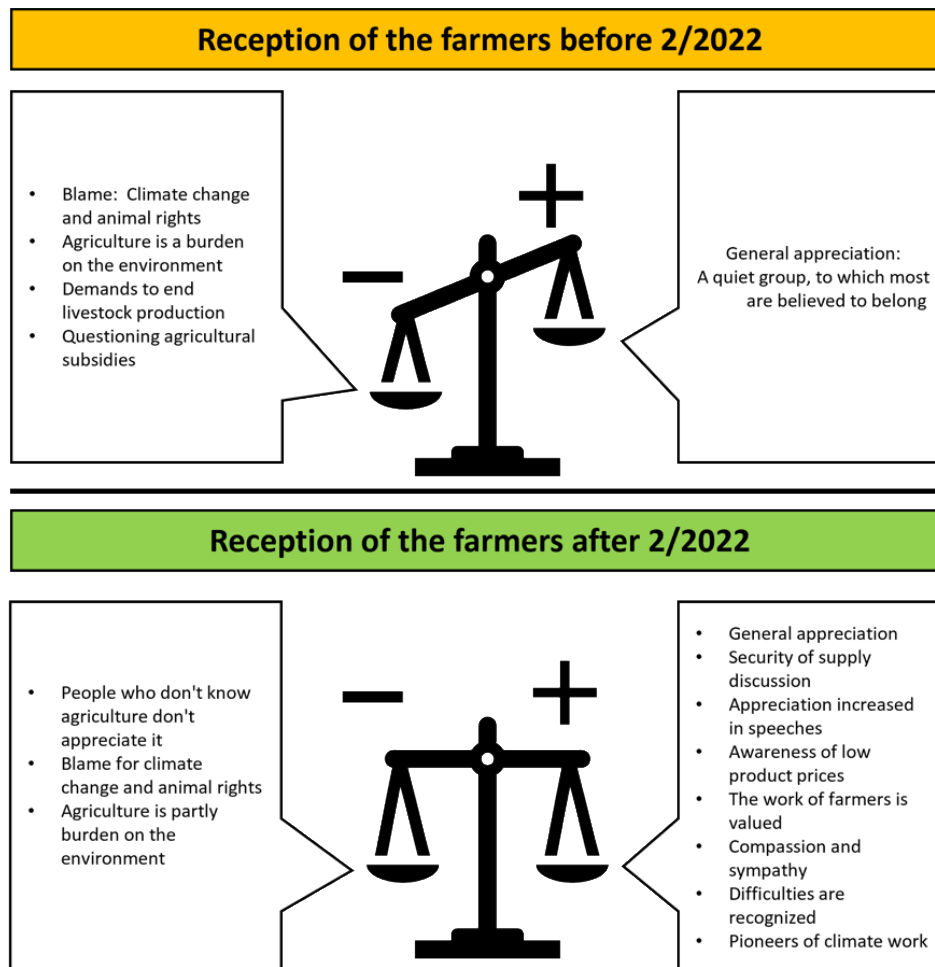 Reception of the farmers before 2/2022
• Blame: Climate change
and animal rights
• Agriculture is a burden
on the environment
• Demands to end
livestock production
• Questioning agricultural
subsidies
General appreciation:
A quiet group, to which most
are believed to belong
Reception of the farmers after 2/2022
• People who don't know
agriculture don't
appreciate it
• Blame for climate
change and animal rights
• Agriculture is partly
burden on the
environment
• General appreciation
• Security of supply
discussion
• Appreciation increased
in speeches
• Awareness of low
product prices
• The work of farmers is
valued
• Compassion and
sympathy
• Difficulties are
recognized
• Pioneers of climate work